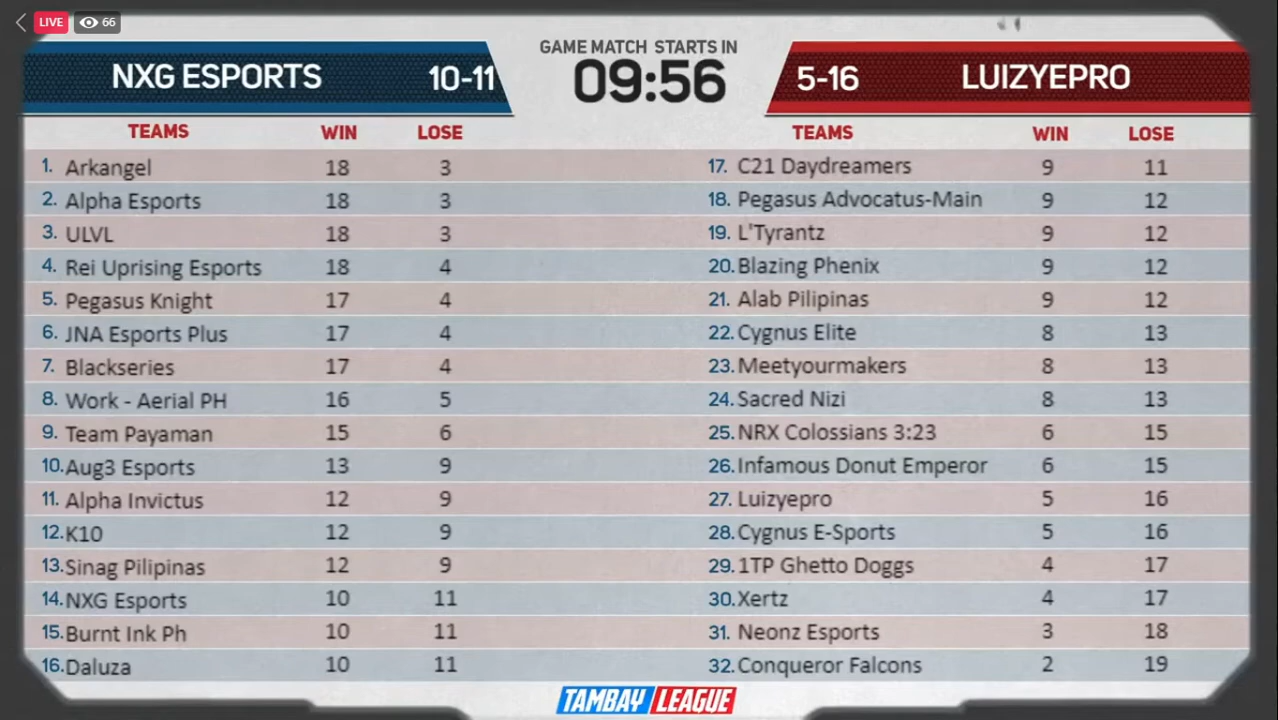 LIVE 66
GAME MATCH STARTS IN
NXG ESPORTS 10-11 09:56 5-16 LUIZYEPRO
TEAMS WIN LOSE TEAMS WIN LOSE
1. Arkangel 18 3 17. C21 Daydreamers 9 11
2. Alpha Esports 18 3 18. Pegasus Advocatus-Main 9 12
3. ULVL 18 3 19. L'Tyrantz 9 12
4. Rei Uprising Esports 18 4 20. Blazing Phenix 9 12
5. Pegasus Knight 17 4 21. Alab Pilipinas 9 12
6. JNA Esports Plus 17 4 22. Cygnus Elite 8 13
7. Blackseries 17 4 23. Meetyourmakers 8 13
8. Work - Aerial PH 16 5 24. Sacred Nizi 8 13
9. Team Payaman 15 6 25. NRX Colossians 3:23 6 15
10. Aug3 Esports 13 9 26. Infamous Donut Emperor 6 15
11. Alpha Invictus 12 9 27. Luizyepro 5 16
12. K10 12 9 28. Cygnus E-Sports 5 16
13. Sinag Pilipinas 12 9 29. 1TP Ghetto Doggs 4 17
14. NXG Esports 10 11 30. Xertz 4 17
15. Burnt Ink Ph 10 11 31. Neonz Esports 3 18
16. Daluza 10 11 32. Conqueror Falcons 2 19
TAMBAY LEAGUE